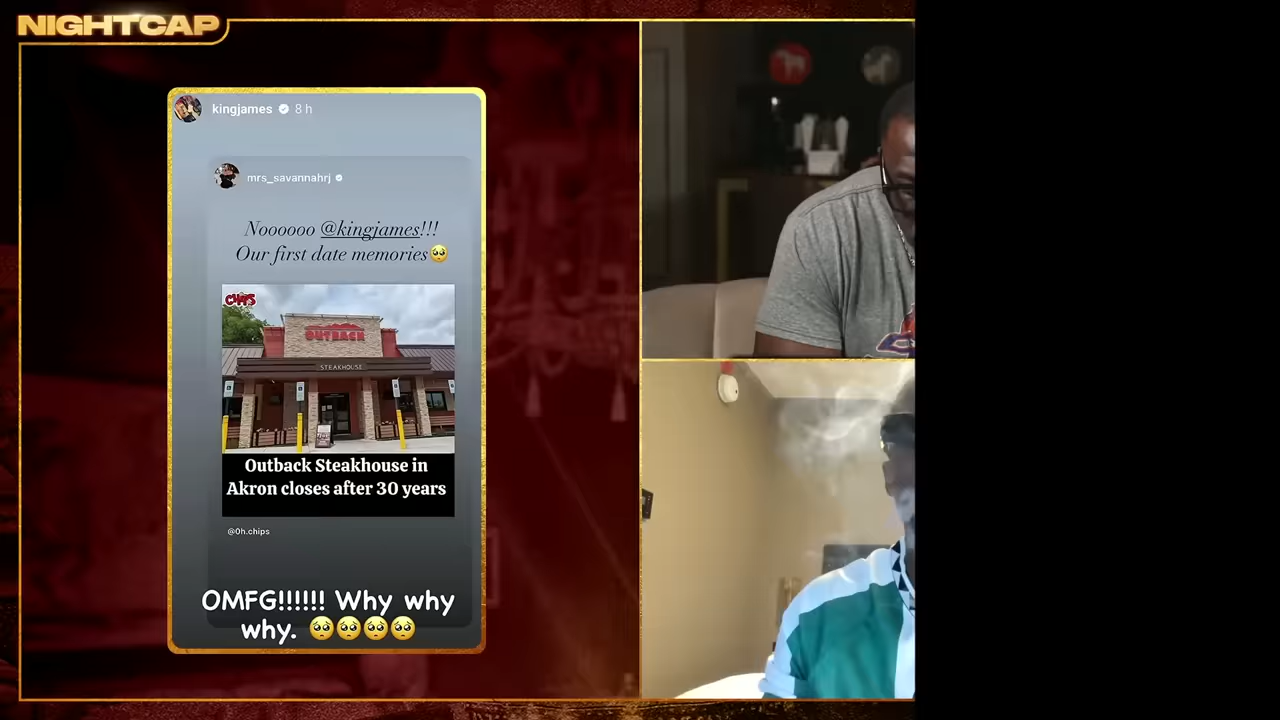 NIGHTCAP
kingjames 8 h
mrs_savannahrj
Noooooo @kingjames!!!
Our first date memories🥺
CHIPS
OUTBACK
STEAKHOUSE
Outback Steakhouse in
Akron closes after 30 years
@0h.chips
OMFG!!!!!! Why why
why. 🥺🥺🥺🥺